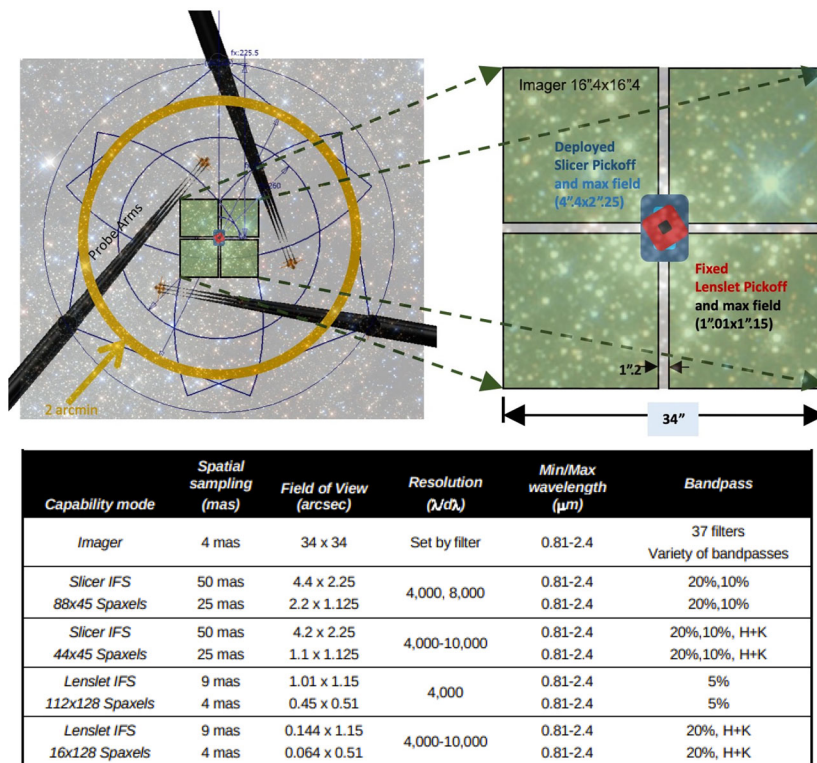 fx:225.5
Probe Arms
2 arcmin
Imager 16".4x16".4
Deployed
Slicer Pickoff
and max field
(4".4x2".25)
Fixed
Lenslet Pickoff
and max field
(1".01x1".15)
1".2
34"
Capability mode Spatial sampling (mas) Field of View (arcsec) Resolution (λ/dλ) Min/Max wavelength (μm) Bandpass
Imager 4 mas 34 x 34 Set by filter 0.81-2.4 37 filters
Variety of bandpasses
Slicer IFS 50 mas 4.4 x 2.25 4,000, 8,000 0.81-2.4 20%,10%
88x45 Spaxels 25 mas 2.2 x 1.125 0.81-2.4 20%,10%
Slicer IFS 50 mas 4.2 x 2.25 4,000-10,000 0.81-2.4 20%,10%, H+K
44x45 Spaxels 25 mas 1.1 x 1.125 0.81-2.4 20%,10%, H+K
Lenslet IFS 9 mas 1.01 x 1.15 4,000 0.81-2.4 5%
112x128 Spaxels 4 mas 0.45 x 0.51 0.81-2.4 5%
Lenslet IFS 9 mas 0.144 x 1.15 4,000-10,000 0.81-2.4 20%, H+K
16x128 Spaxels 4 mas 0.064 x 0.51 0.81-2.4 20%, H+K